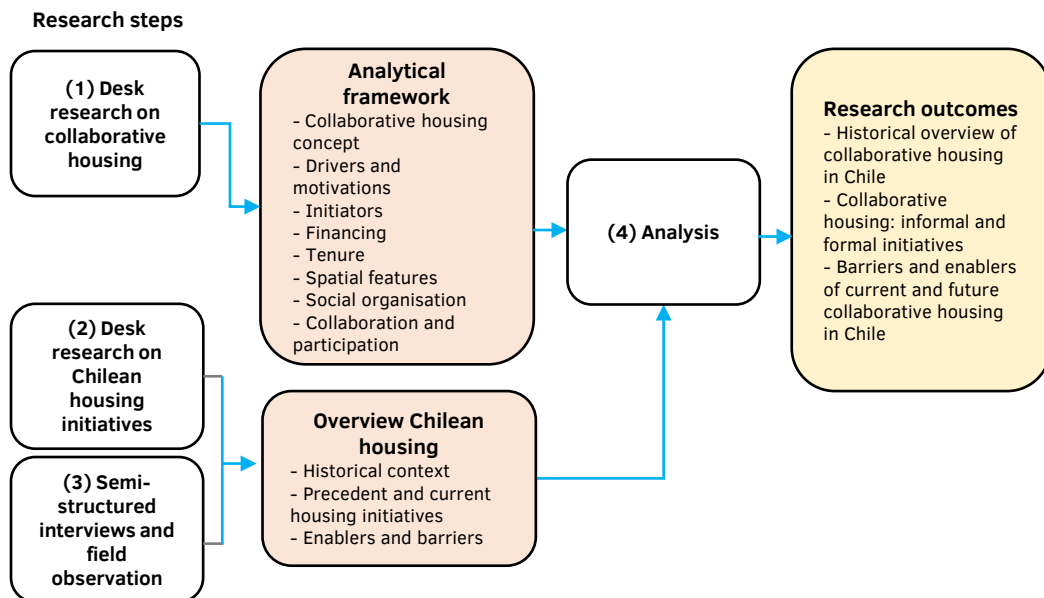 Research steps
(1) Desk
research on
collaborative
housing
Analytical
framework
- Collaborative housing
concept
- Drivers and
motivations
- Initiators
- Financing
- Tenure
- Spatial features
- Social organisation
- Collaboration and
participation
(2) Desk
research on
Chilean
housing
initiatives
(3) Semi-
structured
interviews and
field
observation
Overview Chilean
housing
- Historical context
- Precedent and current
housing initiatives
- Enablers and barriers
(4) Analysis
Research outcomes
- Historical overview of
collaborative housing
in Chile
- Collaborative
housing: informal and
formal initiatives
- Barriers and enablers
of current and future
collaborative housing
in Chile